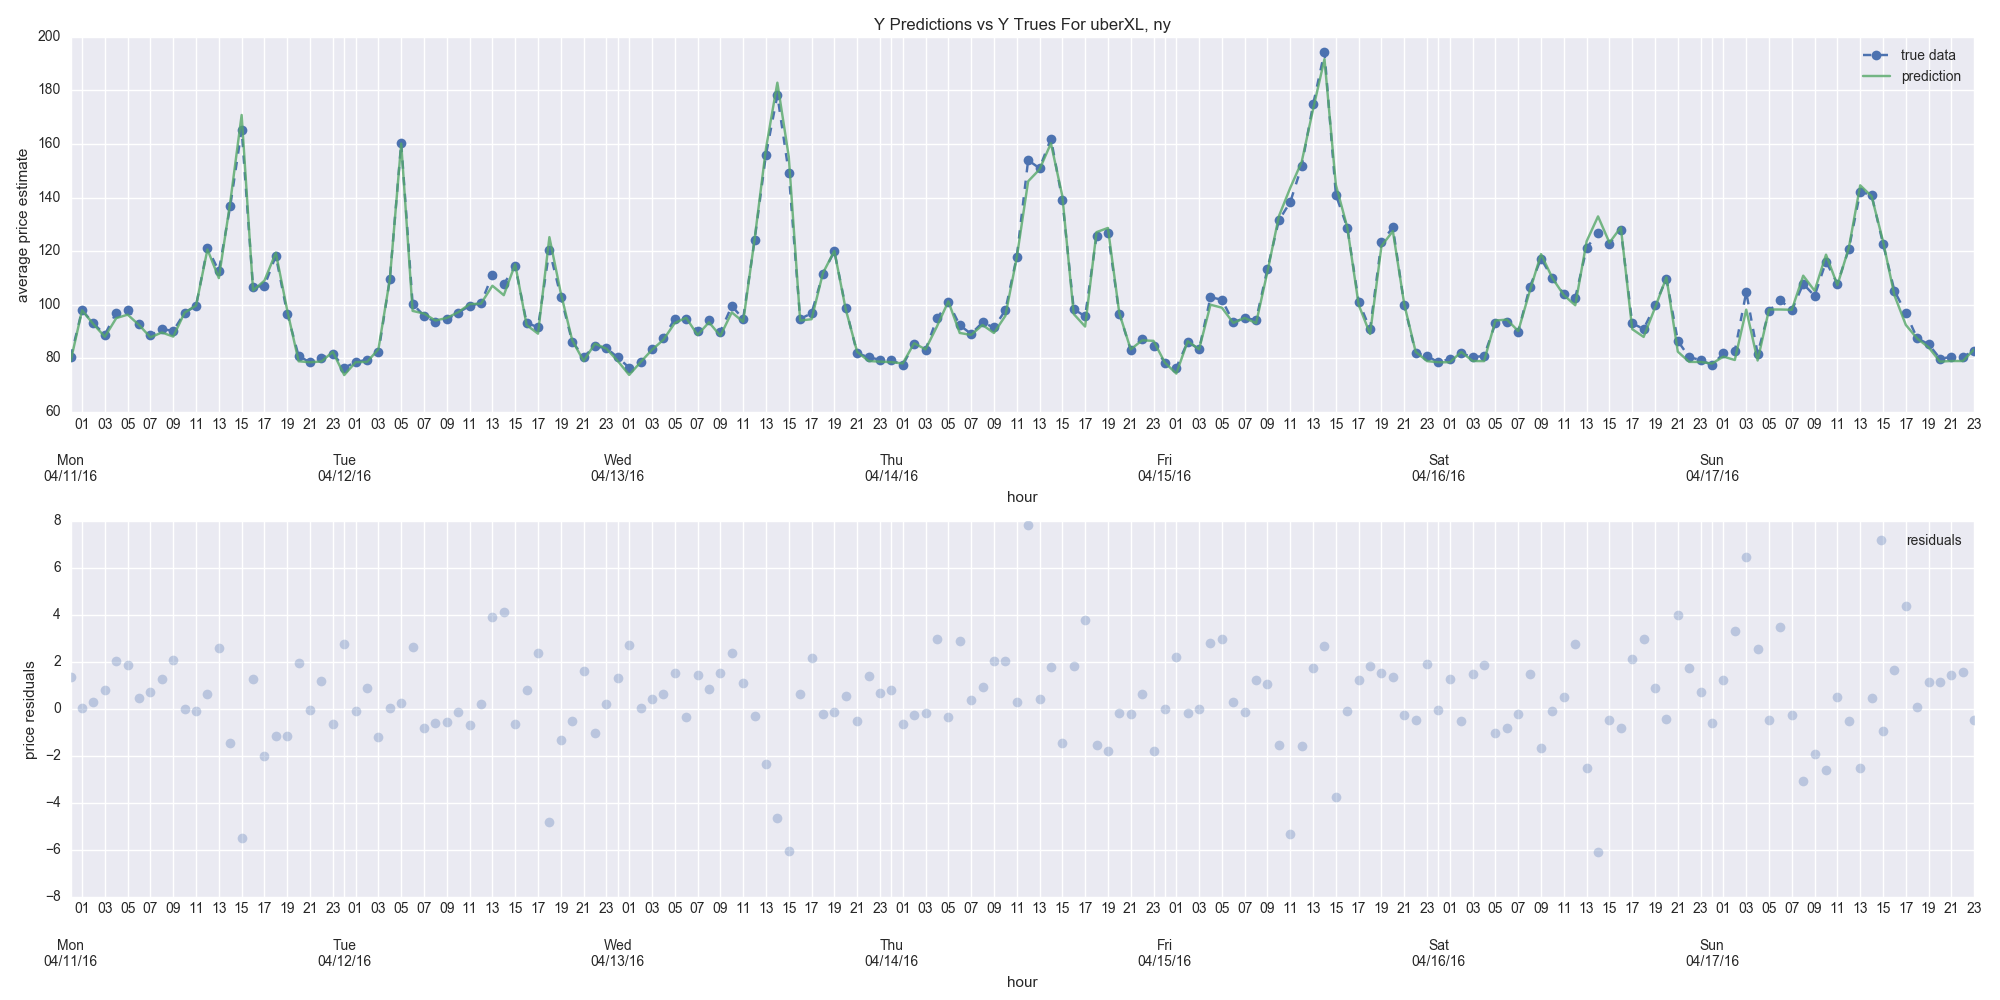 Y Predictions vs Y Trues For uberXL, ny
200
180
160
140
120
100
80
60
average price estimate
true data
prediction
01 03 05 07 09 11 13 15 17 19 21 23 01 03 05 07 09 11 13 15 17 19 21 23 01 03 05 07 09 11 13 15 17 19 21 23 01 03 05 07 09 11 13 15 17 19 21 23 01 03 05 07 09 11 13 15 17 19 21 23 01 03 05 07 09 11 13 15 17 19 21 23 01 03 05 07 09 11 13 15 17 19 21 23
Mon Tue Wed Thu Fri Sat Sun
04/11/16 04/12/16 04/13/16 04/14/16 04/15/16 04/16/16 04/17/16
hour
8
6
4
2
0
−2
−4
−6
−8
price residuals
residuals
01 03 05 07 09 11 13 15 17 19 21 23 01 03 05 07 09 11 13 15 17 19 21 23 01 03 05 07 09 11 13 15 17 19 21 23 01 03 05 07 09 11 13 15 17 19 21 23 01 03 05 07 09 11 13 15 17 19 21 23 01 03 05 07 09 11 13 15 17 19 21 23 01 03 05 07 09 11 13 15 17 19 21 23
Mon Tue Wed Thu Fri Sat Sun
04/11/16 04/12/16 04/13/16 04/14/16 04/15/16 04/16/16 04/17/16
hour